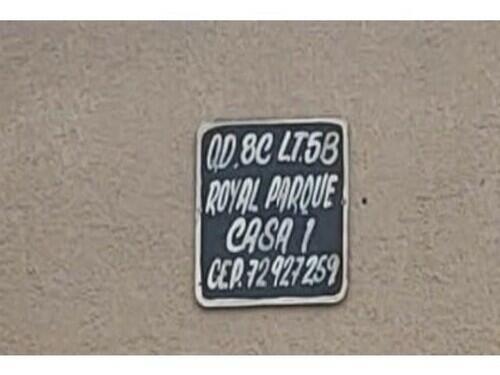 QD.8C LT.5B
ROYAL PARQUE
CASA 1
CEP.72927259